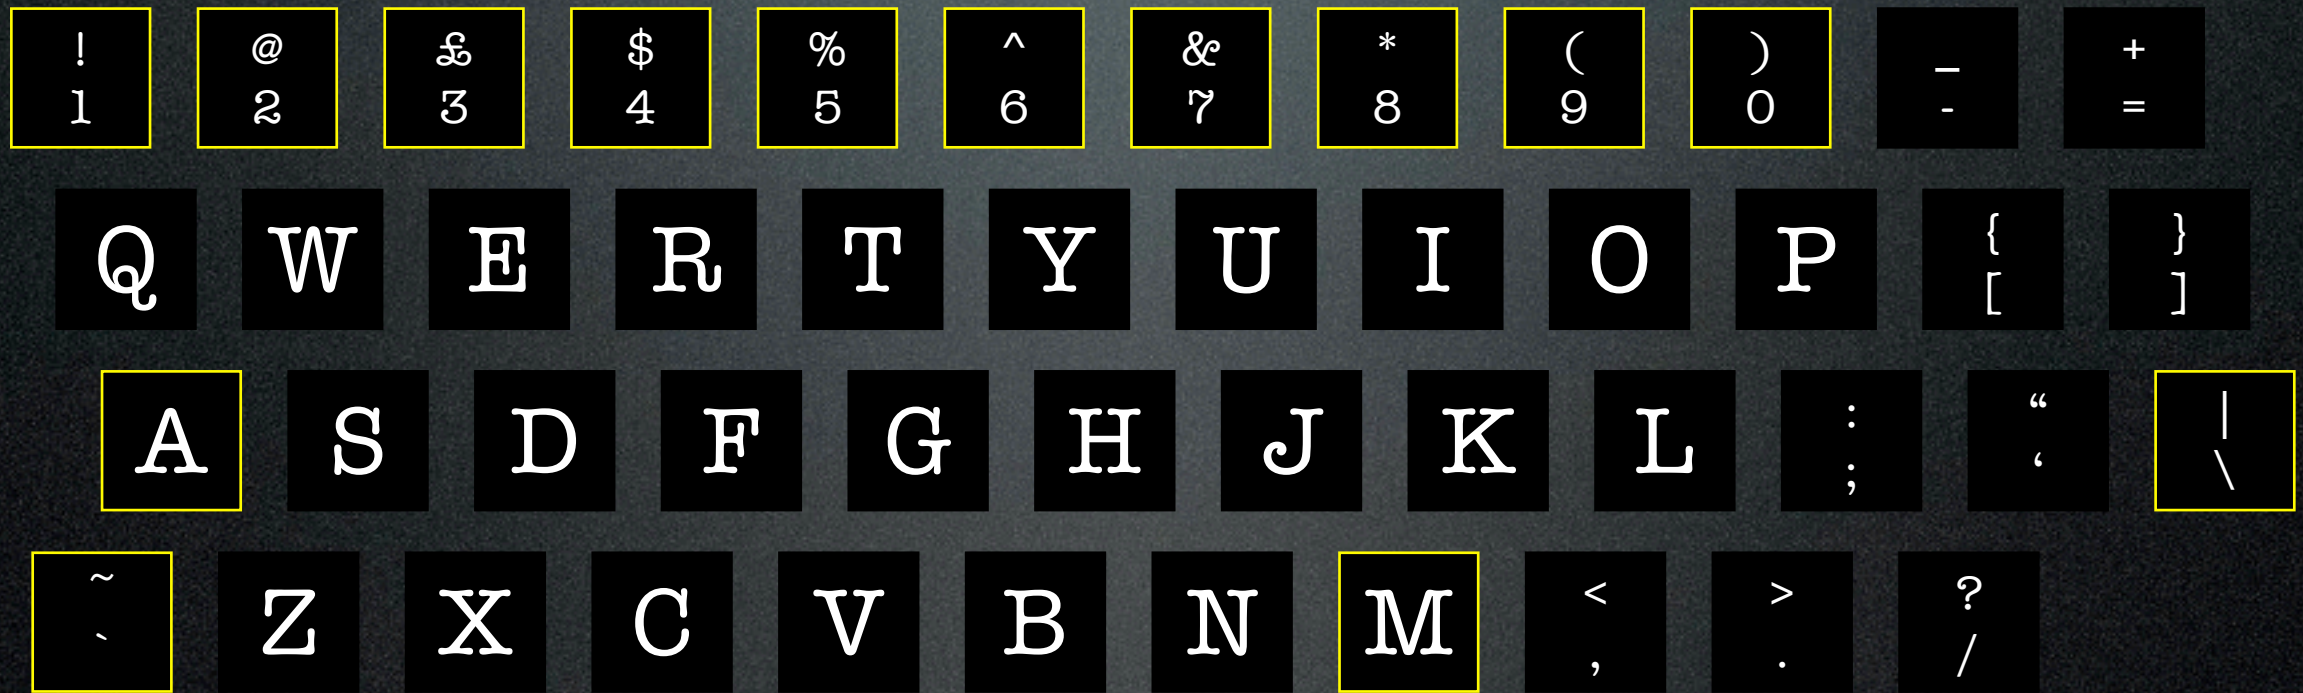 ! @ £ $ % ^ & * ( ) _ +
1 2 3 4 5 6 7 8 9 0 - =
Q W E R T Y U I O P { }
[ ]
A S D F G H J K L : “ |
; ‘ \
~ Z X C V B N M < > ?
` , . /